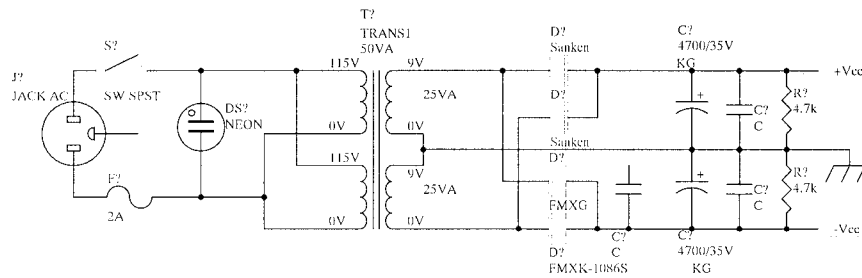 T?
TRANS1
50VA
S?
SW SPST
J?
JACK AC
DS?
NEON
F?
2A
115V
0V
115V
0V
9V
25VA
0V
9V
25VA
0V
D?
Sanken
D?
Sanken
D?
FMXG
D?
FMXK-1086S
C?
C
C?
4700/35V
KG
C?
C
R?
4.7k
+Vcc
C?
C
R?
4.7k
-Vcc
C?
4700/35V
KG